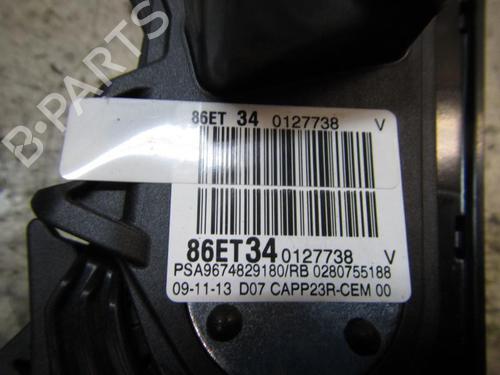 B-PARTS
86ET 34 0127738 V
86ET34 0127738 V
PSA9674829180/RB 0280755188
09-11-13 D07 CAPP23R-CEM 00